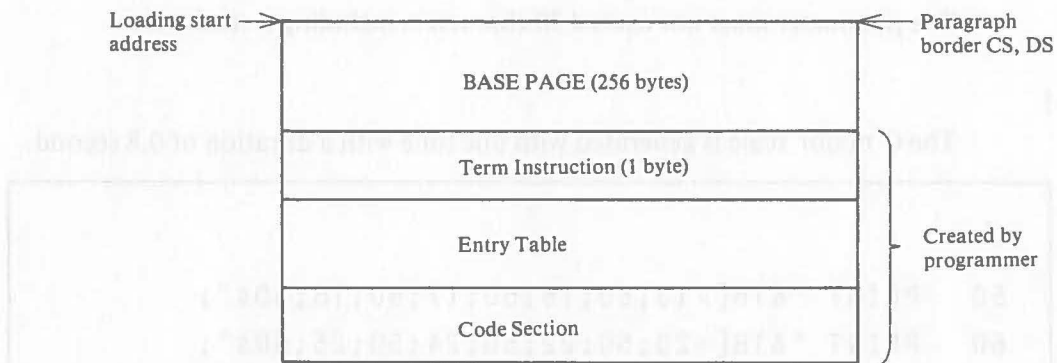 Loading start
address
Paragraph
border CS, DS
BASE PAGE (256 bytes)
Term Instruction (1 byte)
Entry Table
Created by
programmer
Code Section